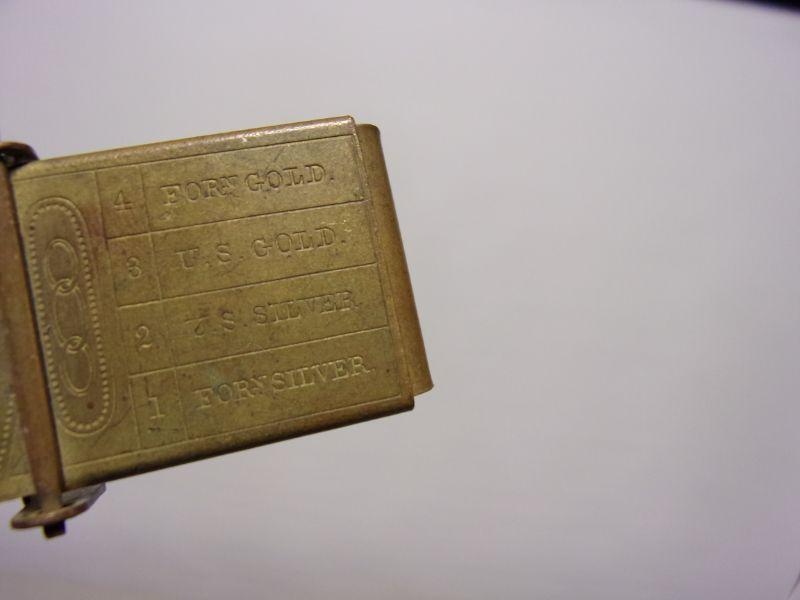 4 FORN GOLD.
3 U.S. GOLD.
2 U.S. SILVER.
1 FORN SILVER.